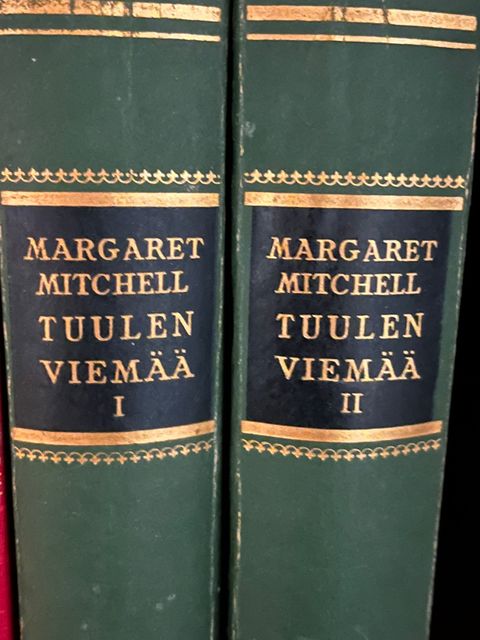 MARGARET
MITCHELL
TUULEN
VIEMÄÄ
I
MARGARET
MITCHELL
TUULEN
VIEMÄÄ
II